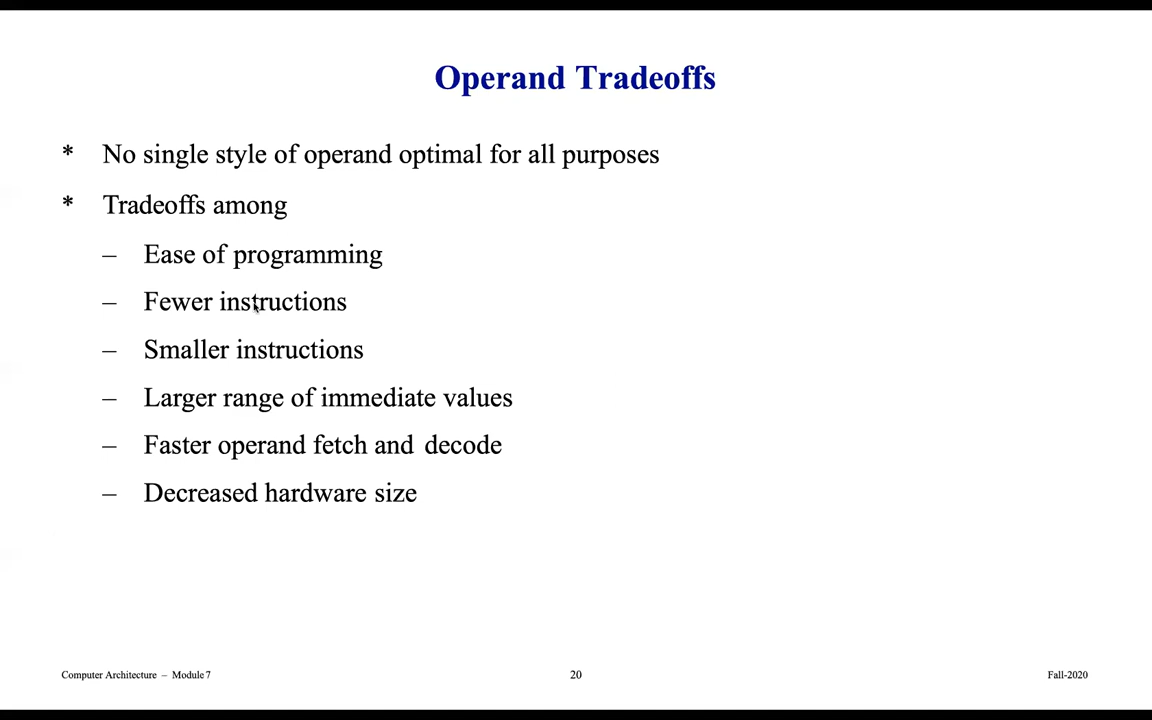 Operand Tradeoffs
* No single style of operand optimal for all purposes
* Tradeoffs among
– Ease of programming
– Fewer instructions
– Smaller instructions
– Larger range of immediate values
– Faster operand fetch and decode
– Decreased hardware size
Computer Architecture – Module 7 20 Fall-2020